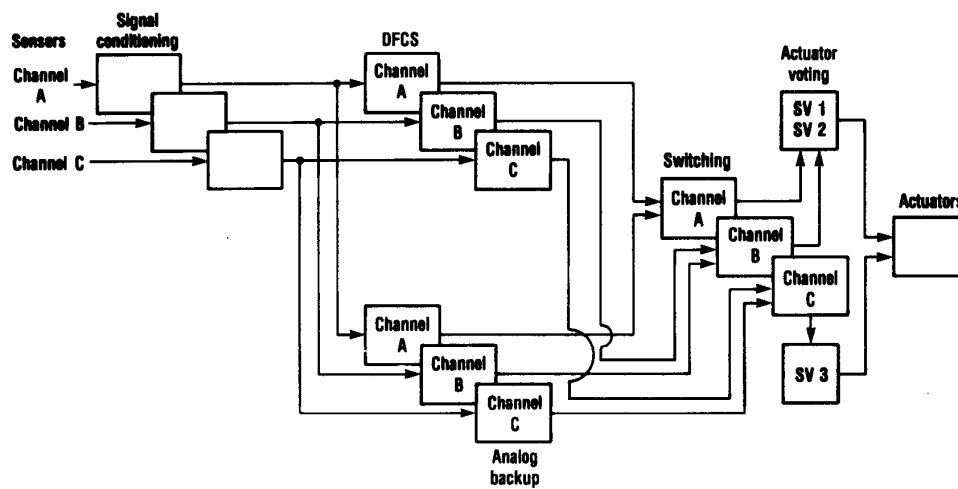 Sensors
Signal
conditioning
Channel
A
Channel B
Channel C
DFCS
Channel
A
Channel
B
Channel
C
Switching
Channel
A
Channel
B
Channel
C
Actuator
voting
SV 1
SV 2
SV 3
Actuators
Channel
A
Channel
B
Channel
C
Analog
backup